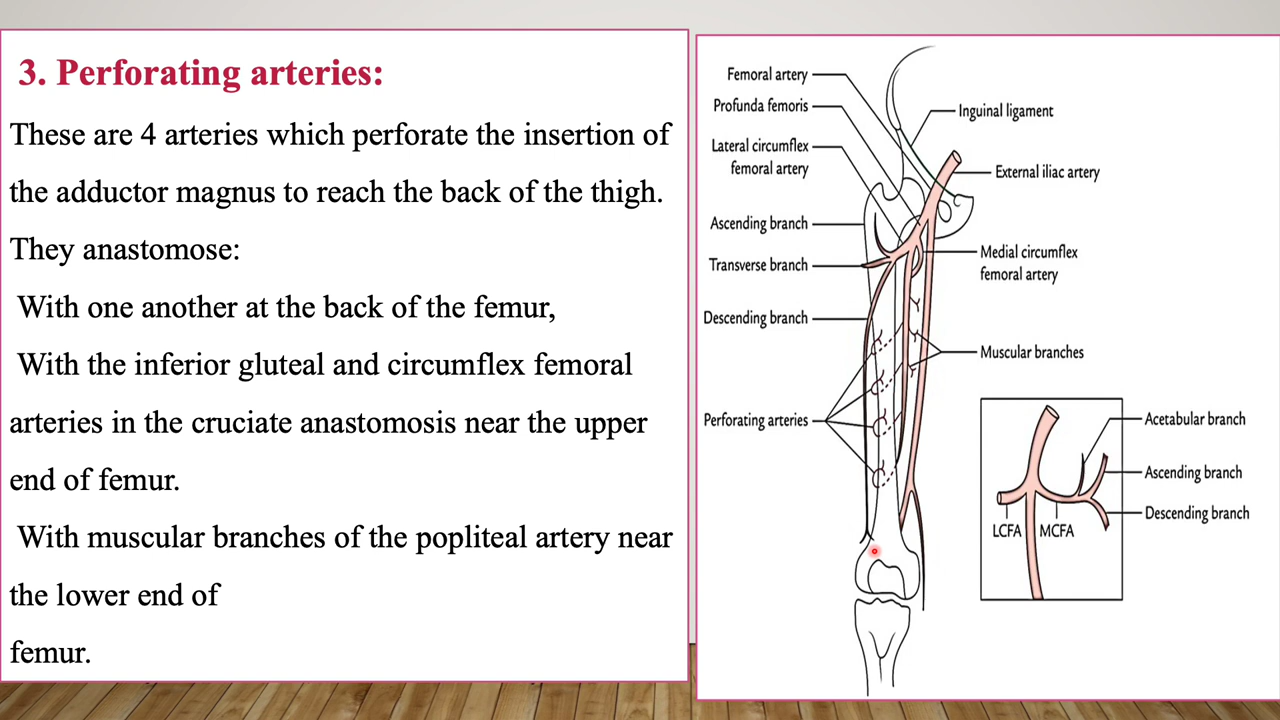 3. Perforating arteries:
These are 4 arteries which perforate the insertion of
the adductor magnus to reach the back of the thigh.
They anastomose:
With one another at the back of the femur,
With the inferior gluteal and circumflex femoral
arteries in the cruciate anastomosis near the upper
end of femur.
With muscular branches of the popliteal artery near
the lower end of
femur.
Femoral artery
Profunda femoris
Lateral circumflex
femoral artery
Ascending branch
Transverse branch
Descending branch
Perforating arteries
Inguinal ligament
External iliac artery
Medial circumflex
femoral artery
Muscular branches
Acetabular branch
Ascending branch
Descending branch
LCFA
MCFA